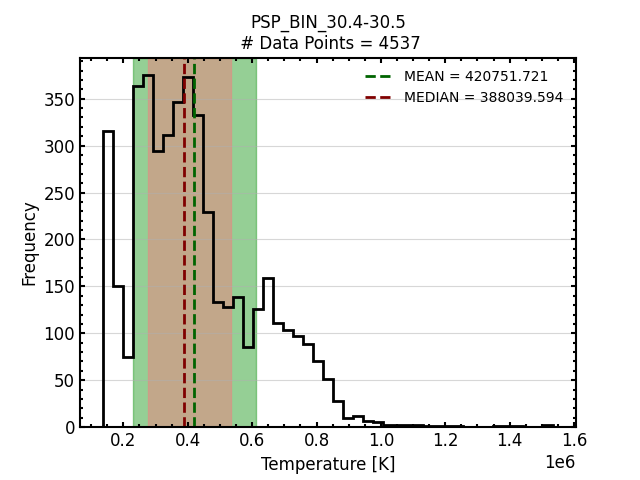 PSP_BIN_30.4-30.5
# Data Points = 4537
MEAN = 420751.721
MEDIAN = 388039.594
Frequency
350
300
250
200
150
100
50
0
0.2 0.4 0.6 0.8 1.0 1.2 1.4 1.6
1e6
Temperature [K]